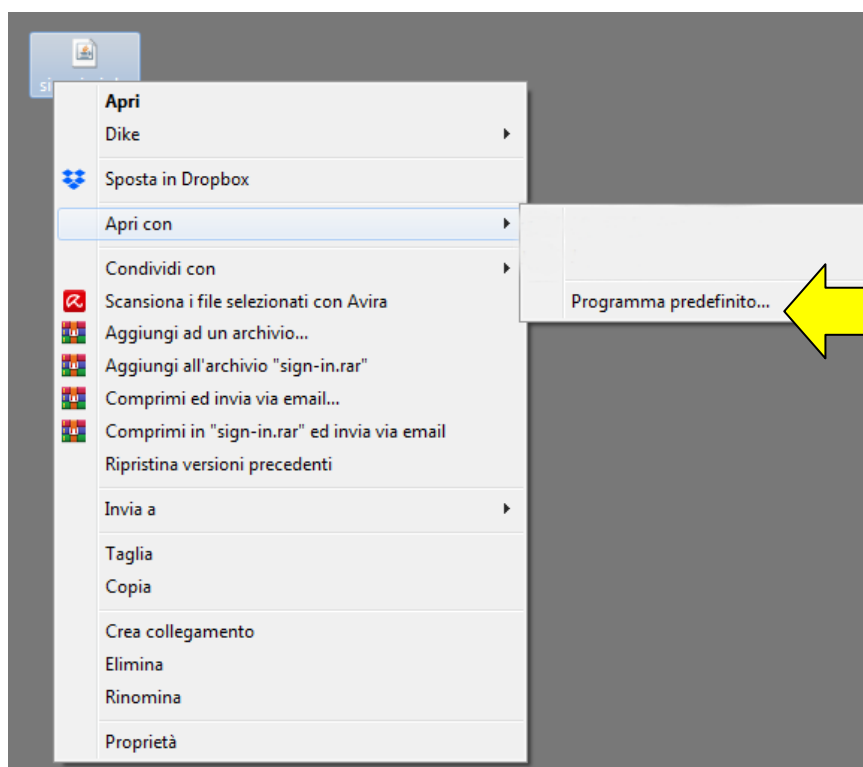 Apri
Dike
Sposta in Dropbox
Apri con
Programma predefinito...
Condividi con
Scansiona i file selezionati con Avira
Aggiungi ad un archivio...
Aggiungi all'archivio "sign-in.rar"
Comprimi ed invia via email...
Comprimi in "sign-in.rar" ed invia via email
Ripristina versioni precedenti
Invia a
Taglia
Copia
Crea collegamento
Elimina
Rinomina
Proprietà